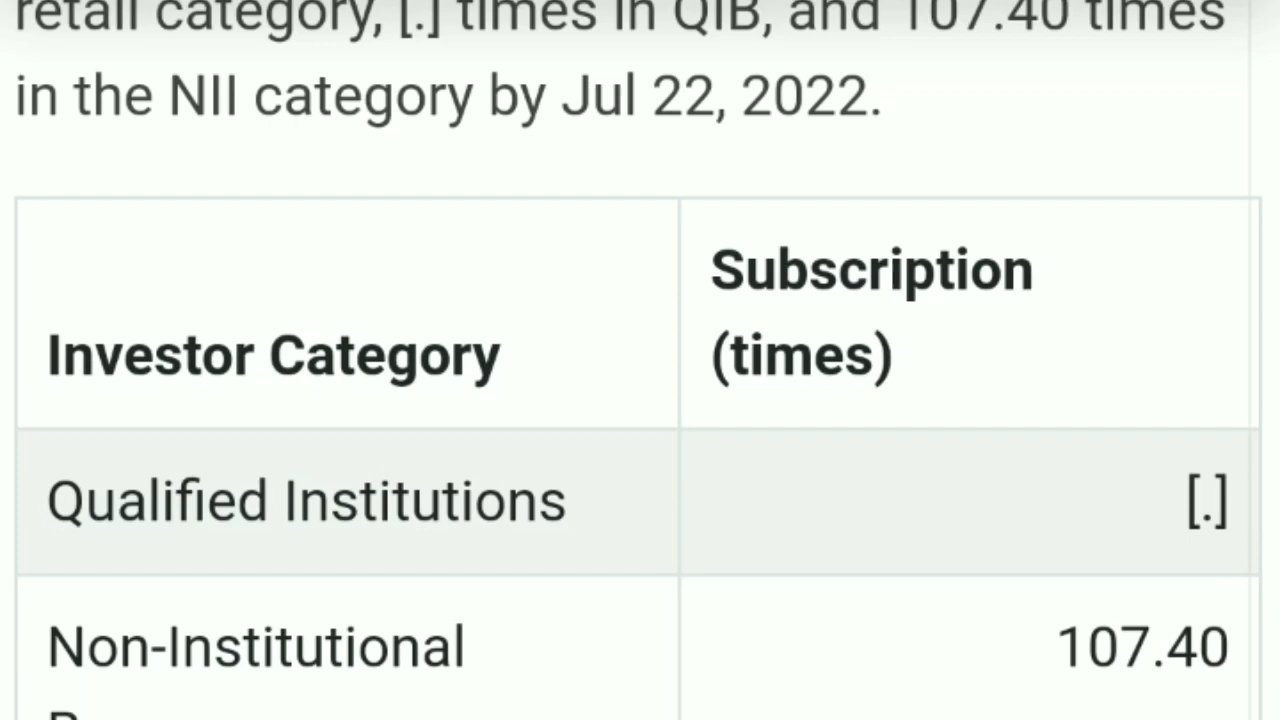 retail category, [.] times in QIB, and 107.40 times
in the NII category by Jul 22, 2022.
Investor Category
Subscription
(times)
Qualified Institutions
[.]
Non-Institutional
107.40